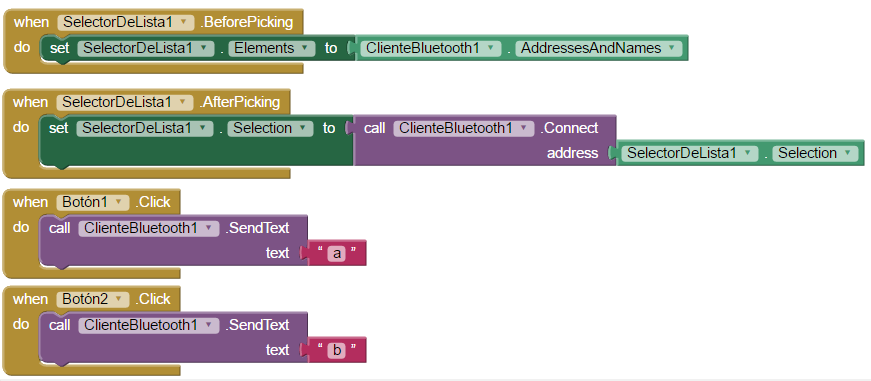 when SelectorDeLista1 .BeforePicking
do set SelectorDeLista1 . Elements to ClienteBluetooth1 . AddressesAndNames
when SelectorDeLista1 .AfterPicking
do set SelectorDeLista1 . Selection to call ClienteBluetooth1 .Connect
address SelectorDeLista1 . Selection
when Botón1 .Click
do call ClienteBluetooth1 .SendText
text “ a ”
when Botón2 .Click
do call ClienteBluetooth1 .SendText
text “ b ”